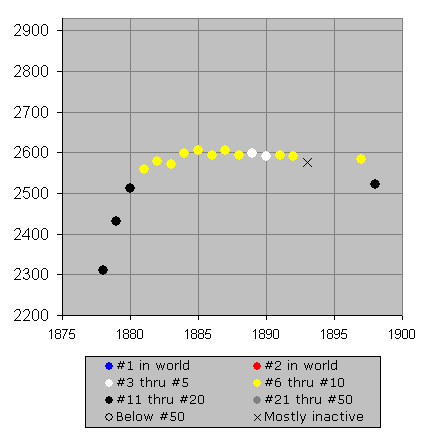 2900
2800
2700
2600
2500
2400
2300
2200
1875 1880 1885 1890 1895 1900
#1 in world #2 in world
#3 thru #5 #6 thru #10
#11 thru #20 #21 thru #50
Below #50 Mostly inactive